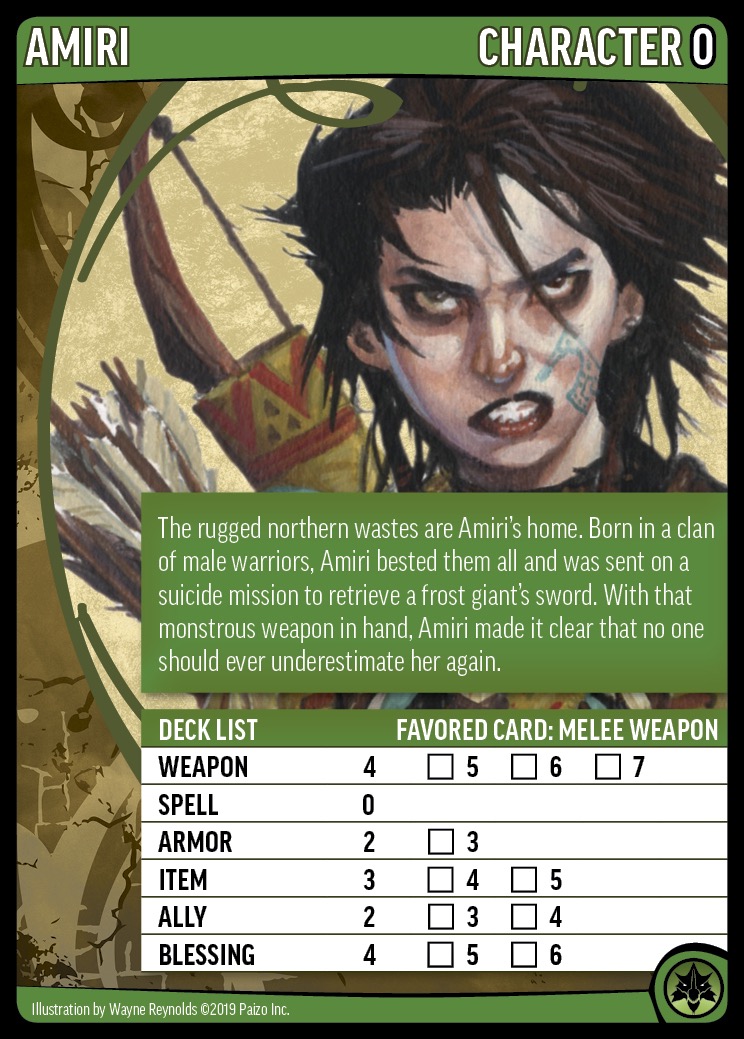 AMIRI CHARACTER 0
The rugged northern wastes are Amiri's home. Born in a clan
of male warriors, Amiri bested them all and was sent on a
suicide mission to retrieve a frost giant's sword. With that
monstrous weapon in hand, Amiri made it clear that no one
should ever underestimate her again.
DECK LIST FAVORED CARD: MELEE WEAPON
WEAPON 4 □ 5 □ 6 □ 7
SPELL 0
ARMOR 2 □ 3
ITEM 3 □ 4 □ 5
ALLY 2 □ 3 □ 4
BLESSING 4 □ 5 □ 6
Illustration by Wayne Reynolds ©2019 Paizo Inc.